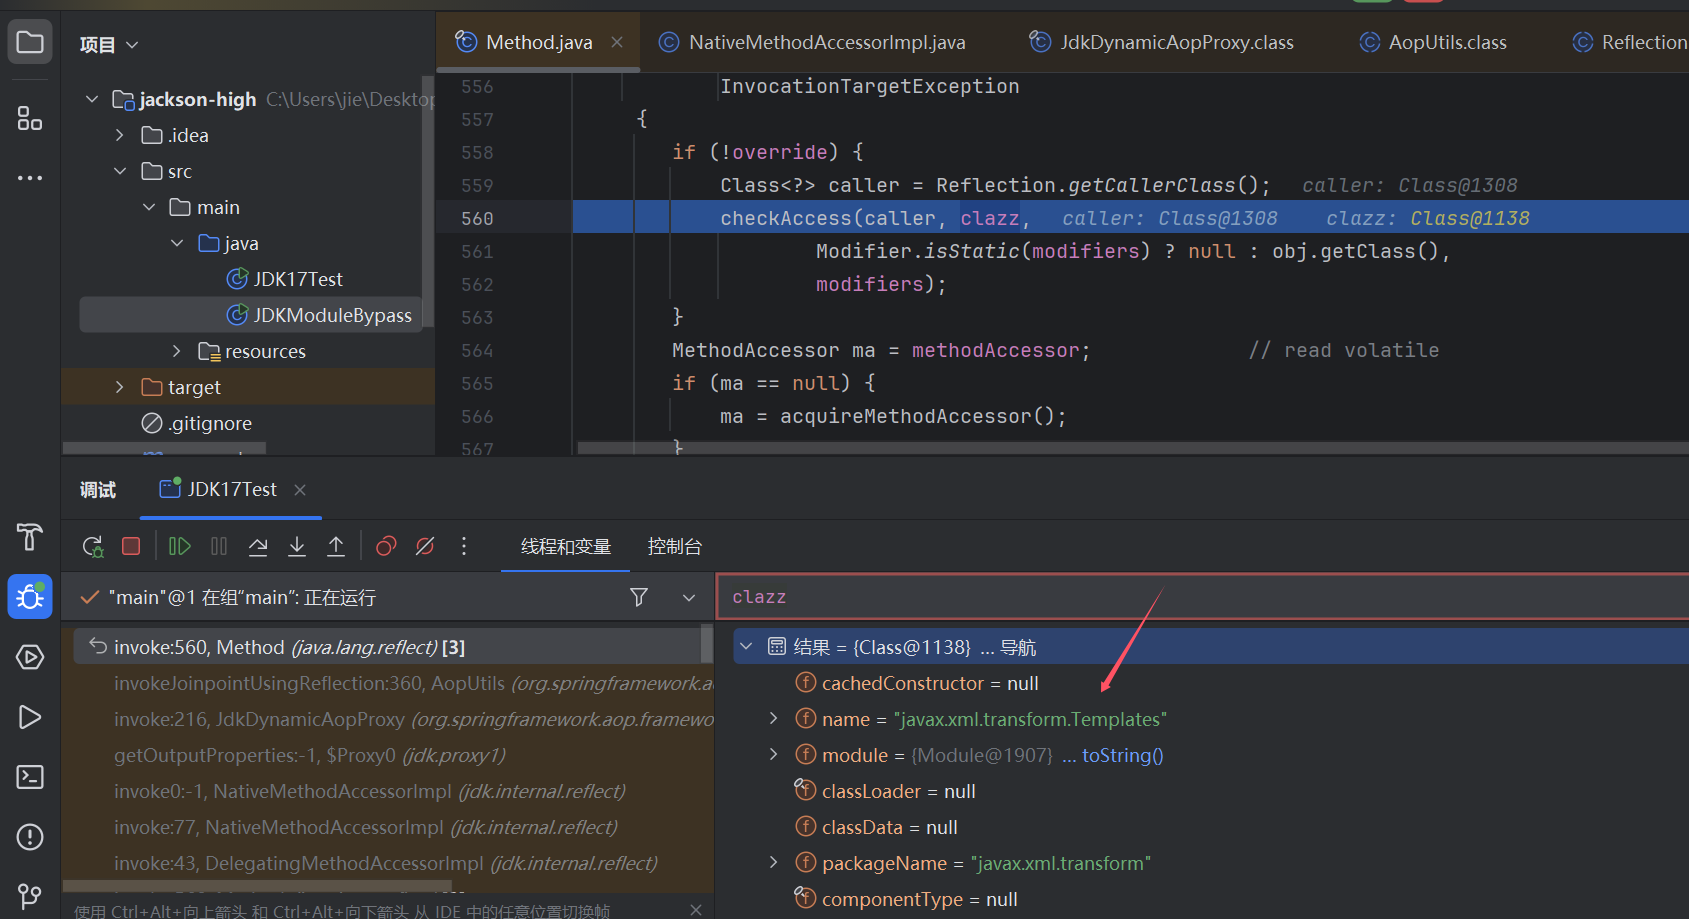 项目
Method.java
NativeMethodAccessorImpl.java
JdkDynamicAopProxy.class
AopUtils.class
Reflection
jackson-high C:\Users\jie\Desktop
.idea
src
main
java
JDK17Test
JDKModuleBypass
resources
target
.gitignore
556 InvocationTargetException
557 {
558 if (!override) {
559 Class<?> caller = Reflection.getCallerClass(); caller: Class@1308
560 checkAccess(caller, clazz, caller: Class@1308 clazz: Class@1138
561 Modifier.isStatic(modifiers) ? null : obj.getClass(),
562 modifiers);
563 }
564 MethodAccessor ma = methodAccessor; // read volatile
565 if (ma == null) {
566 ma = acquireMethodAccessor();
567 }
调试
JDK17Test
线程和变量
控制台
"main"@1 在组“main”: 正在运行
invoke:560, Method (java.lang.reflect) [3]
invokeJoinpointUsingReflection:360, AopUtils (org.springframework.a
invoke:216, JdkDynamicAopProxy (org.springframework.aop.framewo
getOutputProperties:-1, $Proxy0 (jdk.proxy1)
invoke0:-1, NativeMethodAccessorImpl (jdk.internal.reflect)
invoke:77, NativeMethodAccessorImpl (jdk.internal.reflect)
invoke:43, DelegatingMethodAccessorImpl (jdk.internal.reflect)
使用 Ctrl+Alt+向上箭头 和 Ctrl+Alt+向下箭头 从 IDE 中的任意位置切换帧
clazz
结果 = {Class@1138} ... 导航
cachedConstructor = null
name = "javax.xml.transform.Templates"
module = {Module@1907} ... toString()
classLoader = null
classData = null
packageName = "javax.xml.transform"
componentType = null